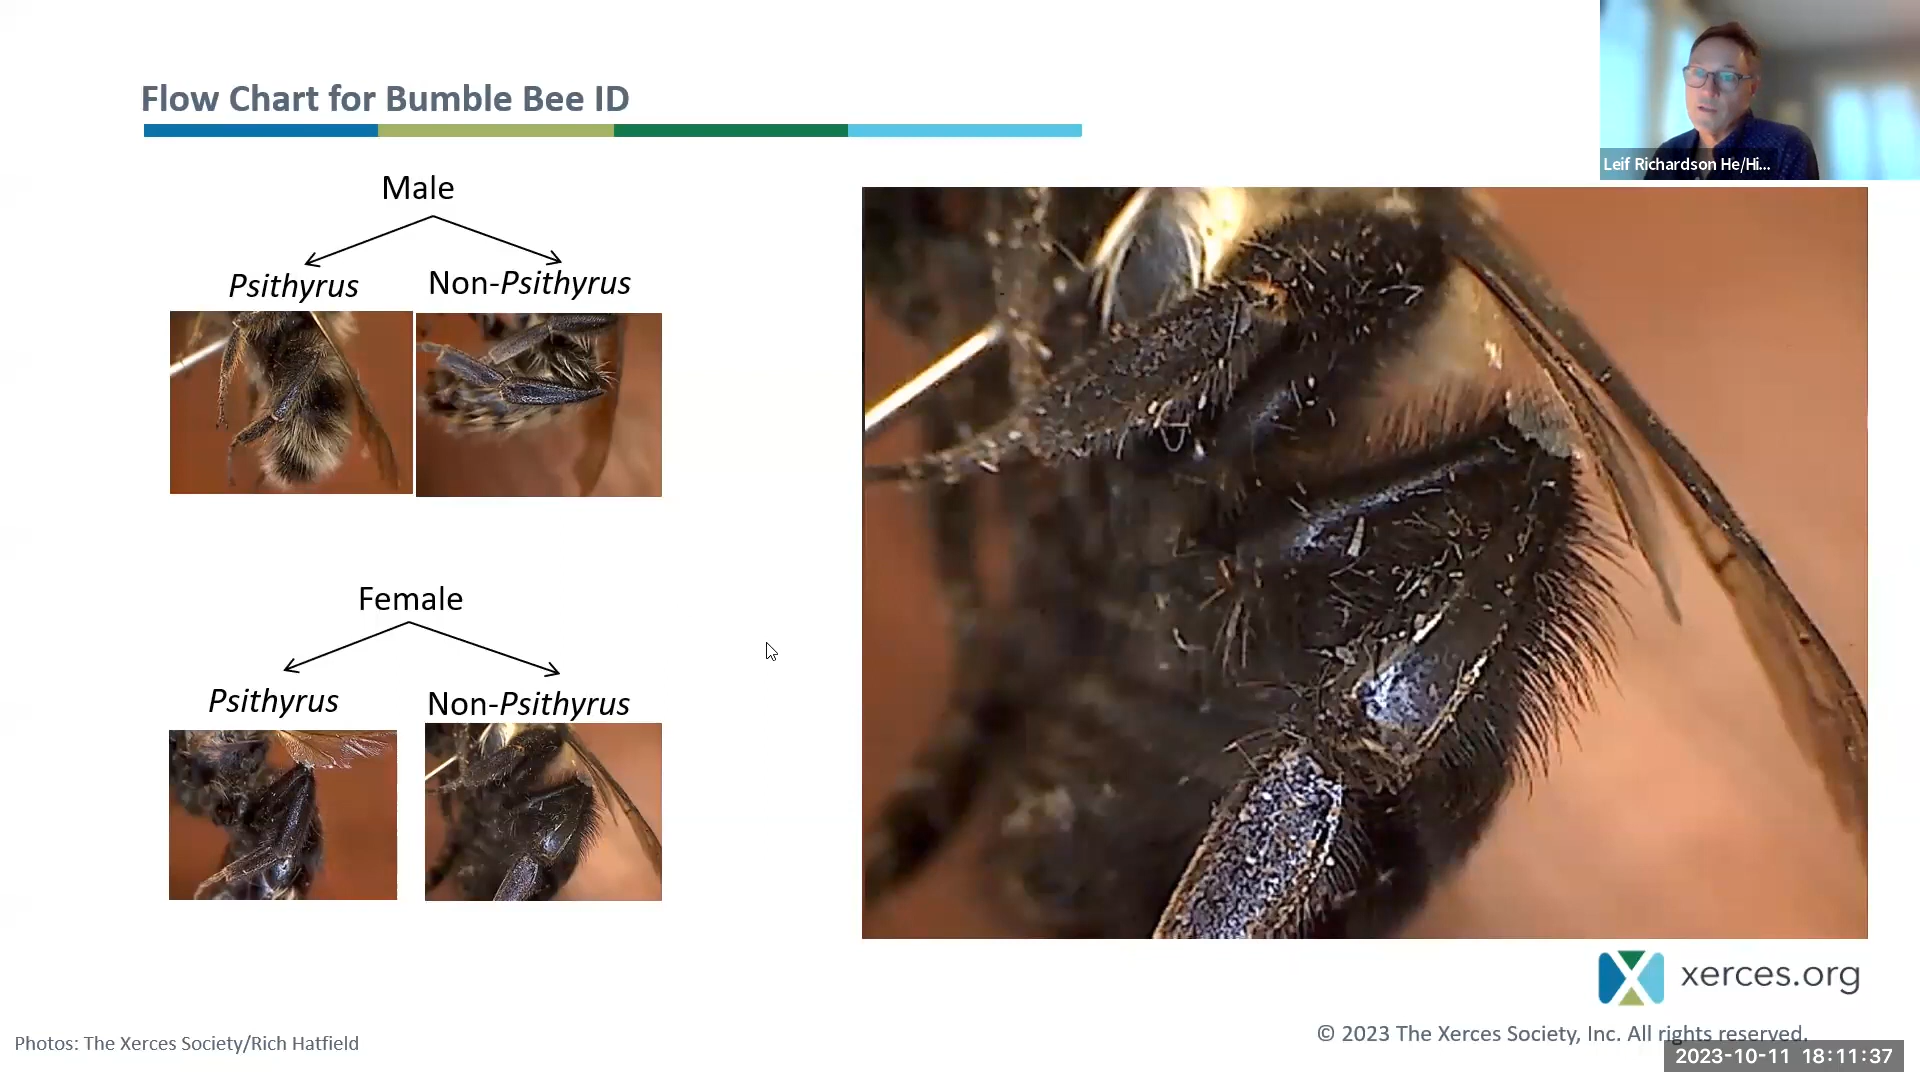 Flow Chart for Bumble Bee ID
Leif Richardson He/Hi...
Male
Psithyrus
Non-Psithyrus
Female
Psithyrus
Non-Psithyrus
xerces.org
Photos: The Xerces Society/Rich Hatfield
© 2023 The Xerces Society, Inc. All rights reserved.
2023-10-11 18:11:37